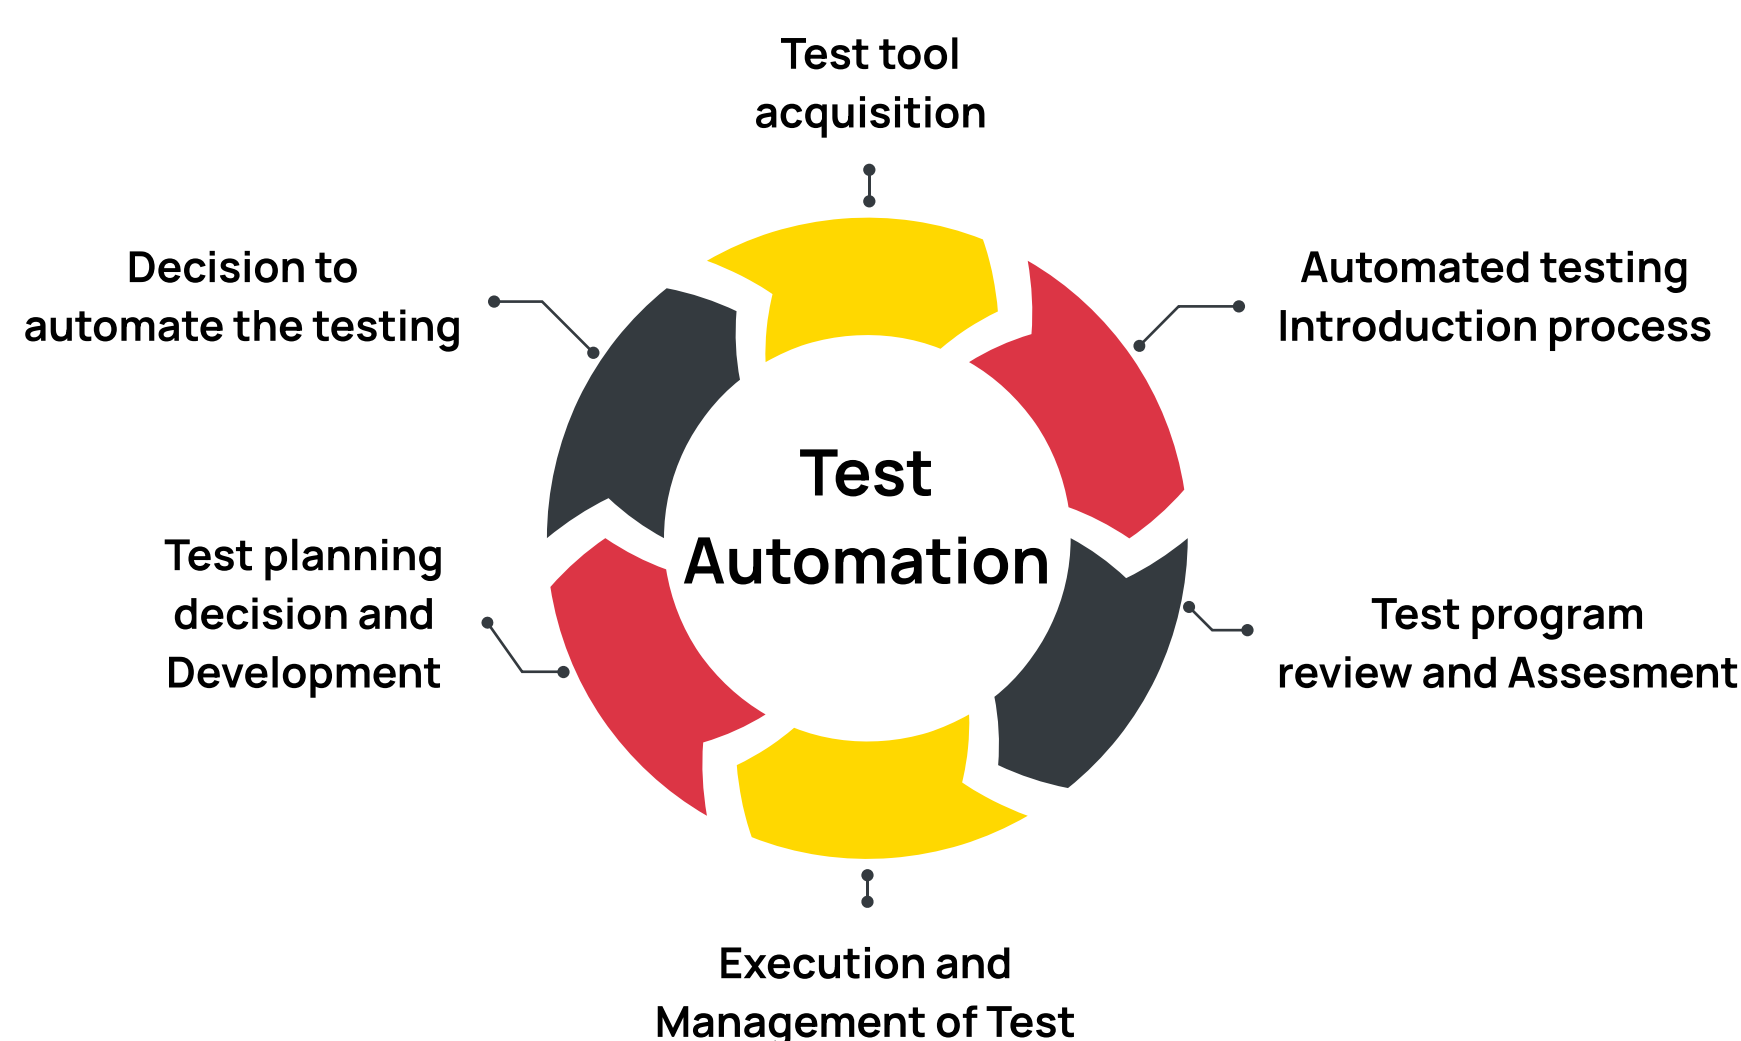 Test tool
acquisition
Decision to
automate the testing
Automated testing
Introduction process
Test
Automation
Test planning
decision and
Development
Test program
review and Assesment
Execution and
Management of Test